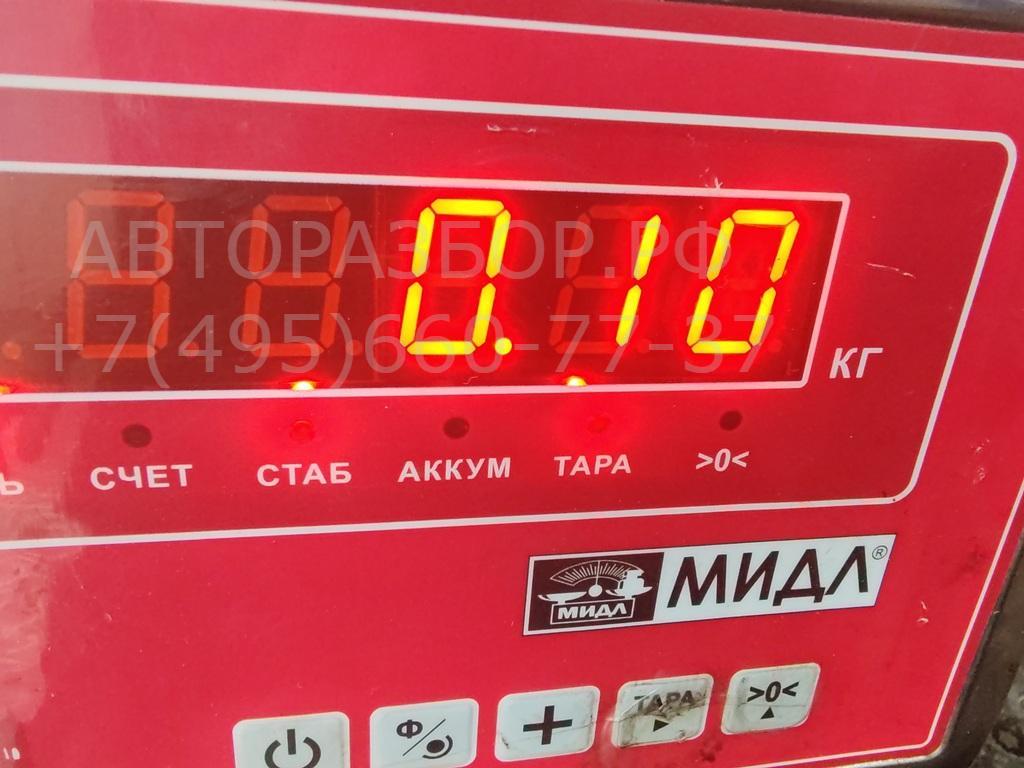 АВТОРАЗБОР.РФ
+7(495)660-77-37
0.10
КГ
Ь СЧЕТ СТАБ АККУМ ТАРА >0<
МИДЛ МИДЛ®
Ф + ТАРА >0<